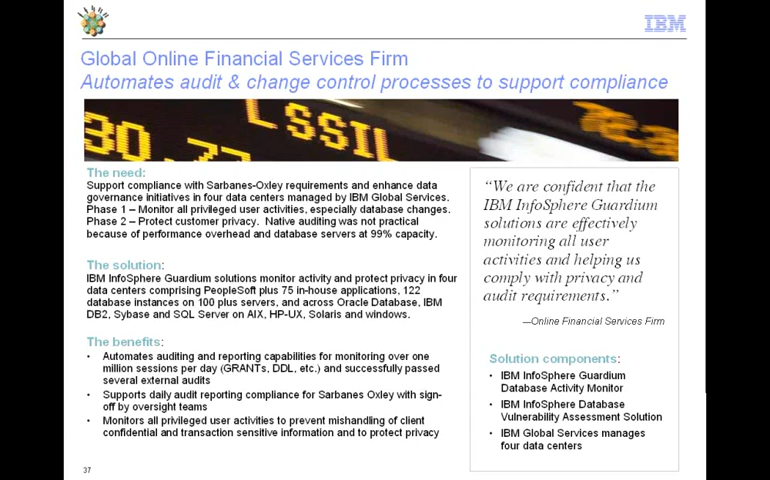 IBM
Global Online Financial Services Firm
Automates audit & change control processes to support compliance
The need:
Support compliance with Sarbanes-Oxley requirements and enhance data
governance initiatives in four data centers managed by IBM Global Services.
Phase 1 – Monitor all privileged user activities, especially database changes.
Phase 2 – Protect customer privacy. Native auditing was not practical
because of performance overhead and database servers at 99% capacity.
The solution:
IBM InfoSphere Guardium solutions monitor activity and protect privacy in four
data centers comprising PeopleSoft plus 75 in-house applications, 122
database instances on 100 plus servers, and across Oracle Database, IBM
DB2, Sybase and SQL Server on AIX, HP-UX, Solaris and windows.
The benefits:
• Automates auditing and reporting capabilities for monitoring over one
million sessions per day (GRANTs, DDL, etc.) and successfully passed
several external audits
• Supports daily audit reporting compliance for Sarbanes Oxley with sign-
off by oversight teams
• Monitors all privileged user activities to prevent mishandling of client
confidential and transaction sensitive information and to protect privacy
“We are confident that the
IBM InfoSphere Guardium
solutions are effectively
monitoring all user
activities and helping us
comply with privacy and
audit requirements.”
—Online Financial Services Firm
Solution components:
• IBM InfoSphere Guardium
Database Activity Monitor
• IBM InfoSphere Database
Vulnerability Assessment Solution
• IBM Global Services manages
four data centers
37